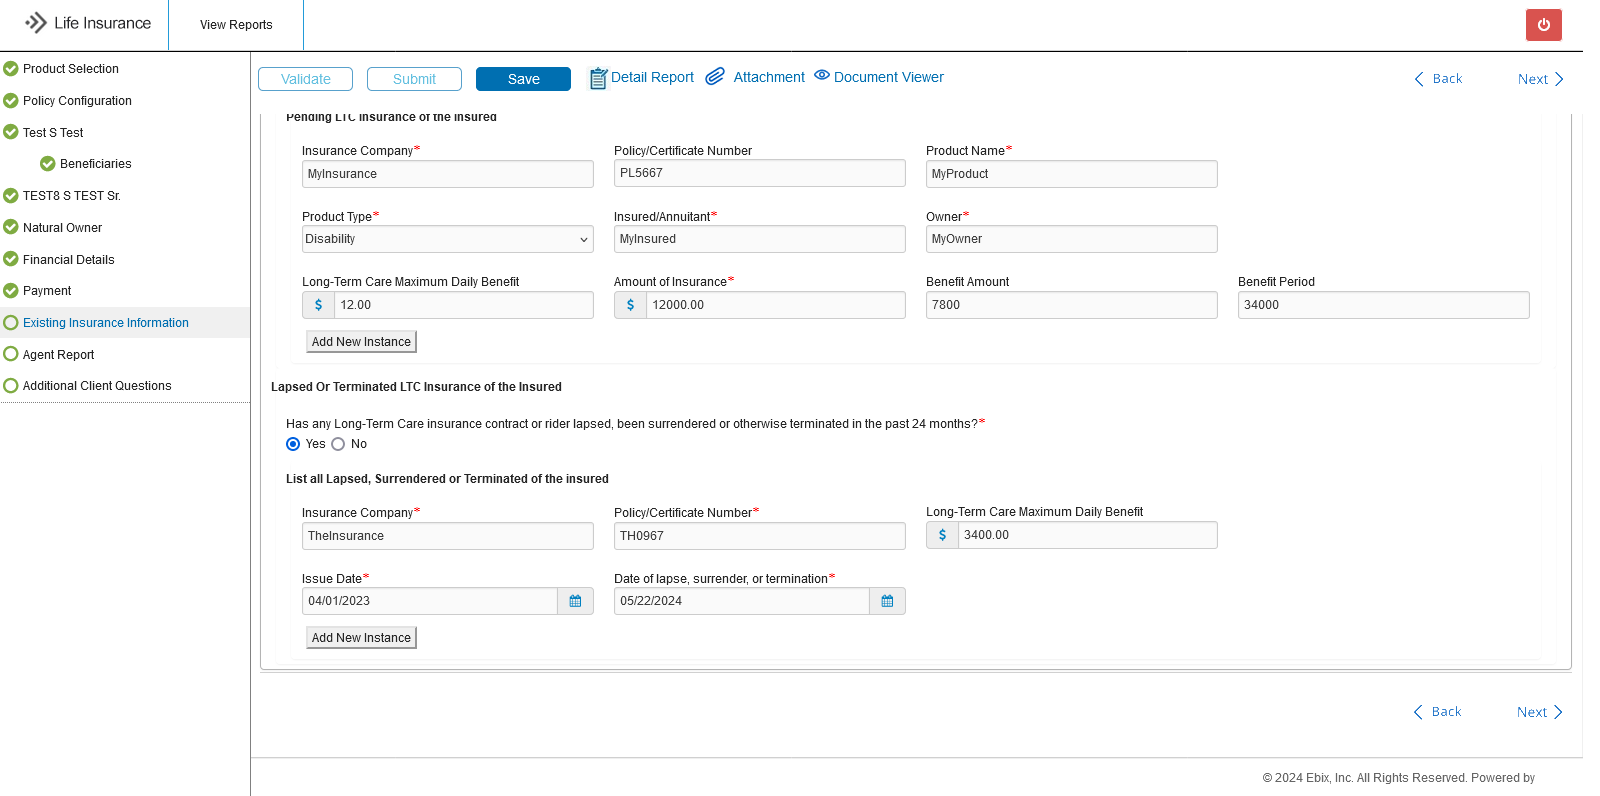 Life Insurance
View Reports
Product Selection
Policy Configuration
Test S Test
Beneficiaries
TEST8 S TEST Sr.
Natural Owner
Financial Details
Payment
Existing Insurance Information
Agent Report
Additional Client Questions
Validate Submit Save Detail Report Attachment Document Viewer Back Next
Pending LTC Insurance of the Insured
Insurance Company* Policy/Certificate Number Product Name*
MyInsurance PL5667 MyProduct
Product Type* Insured/Annuitant* Owner*
Disability MyInsured MyOwner
Long-Term Care Maximum Daily Benefit Amount of Insurance* Benefit Amount Benefit Period
$ 12.00 $ 12000.00 7800 34000
Add New Instance
Lapsed Or Terminated LTC Insurance of the Insured
Has any Long-Term Care insurance contract or rider lapsed, been surrendered or otherwise terminated in the past 24 months?*
Yes No
List all Lapsed, Surrendered or Terminated of the insured
Insurance Company* Policy/Certificate Number* Long-Term Care Maximum Daily Benefit
TheInsurance TH0967 $ 3400.00
Issue Date* Date of lapse, surrender, or termination*
04/01/2023 05/22/2024
Add New Instance
Back Next
© 2024 Ebix, Inc. All Rights Reserved. Powered by